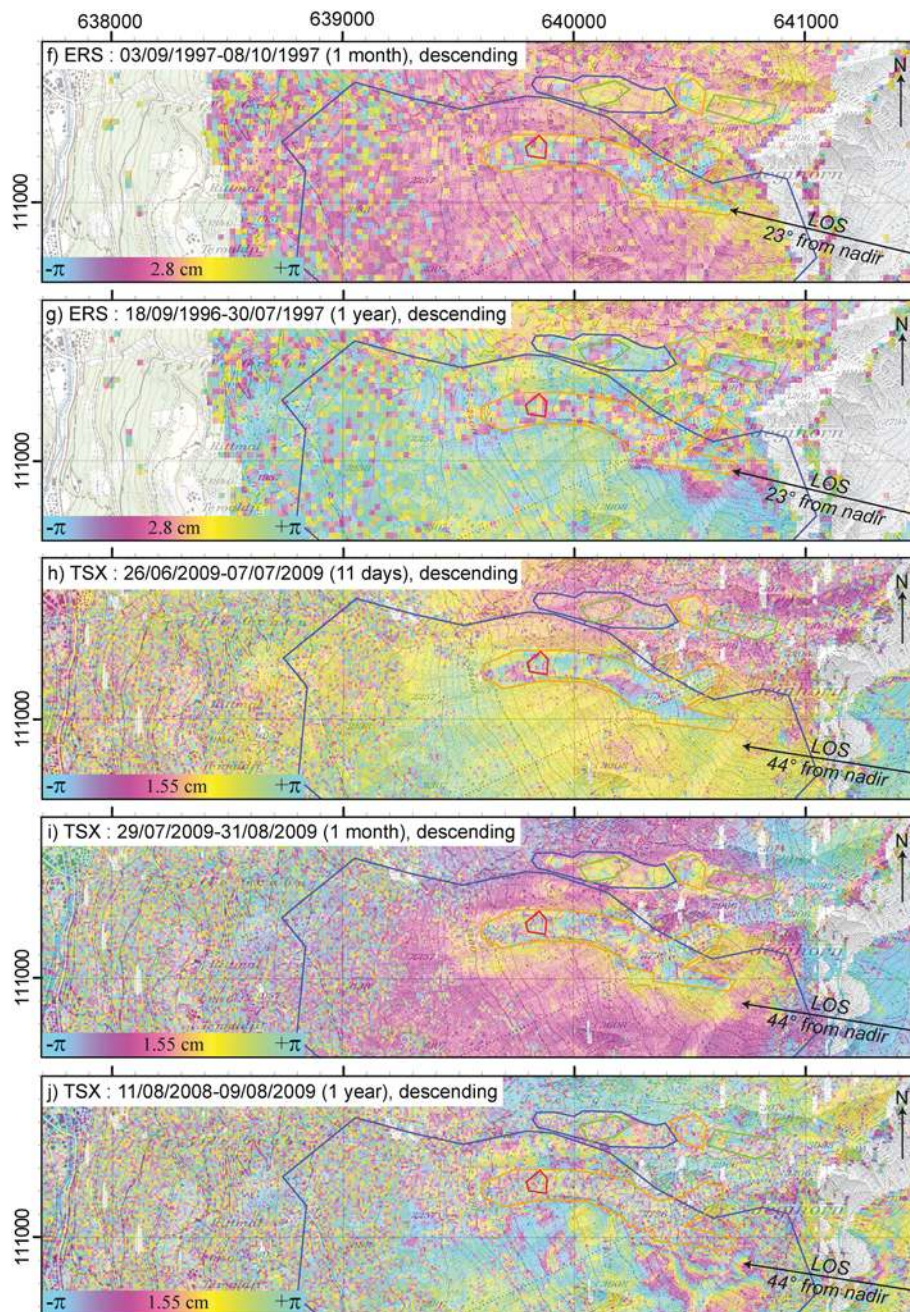 638000 639000 640000 641000
f) ERS : 03/09/1997-08/10/1997 (1 month), descending
N
111000
LOS
23° from nadir
-π 2.8 cm +π
g) ERS : 18/09/1996-30/07/1997 (1 year), descending
N
111000
LOS
23° from nadir
-π 2.8 cm +π
h) TSX : 26/06/2009-07/07/2009 (11 days), descending
N
111000
LOS
44° from nadir
-π 1.55 cm +π
i) TSX : 29/07/2009-31/08/2009 (1 month), descending
N
111000
LOS
44° from nadir
-π 1.55 cm +π
j) TSX : 11/08/2008-09/08/2009 (1 year), descending
N
111000
LOS
44° from nadir
-π 1.55 cm +π